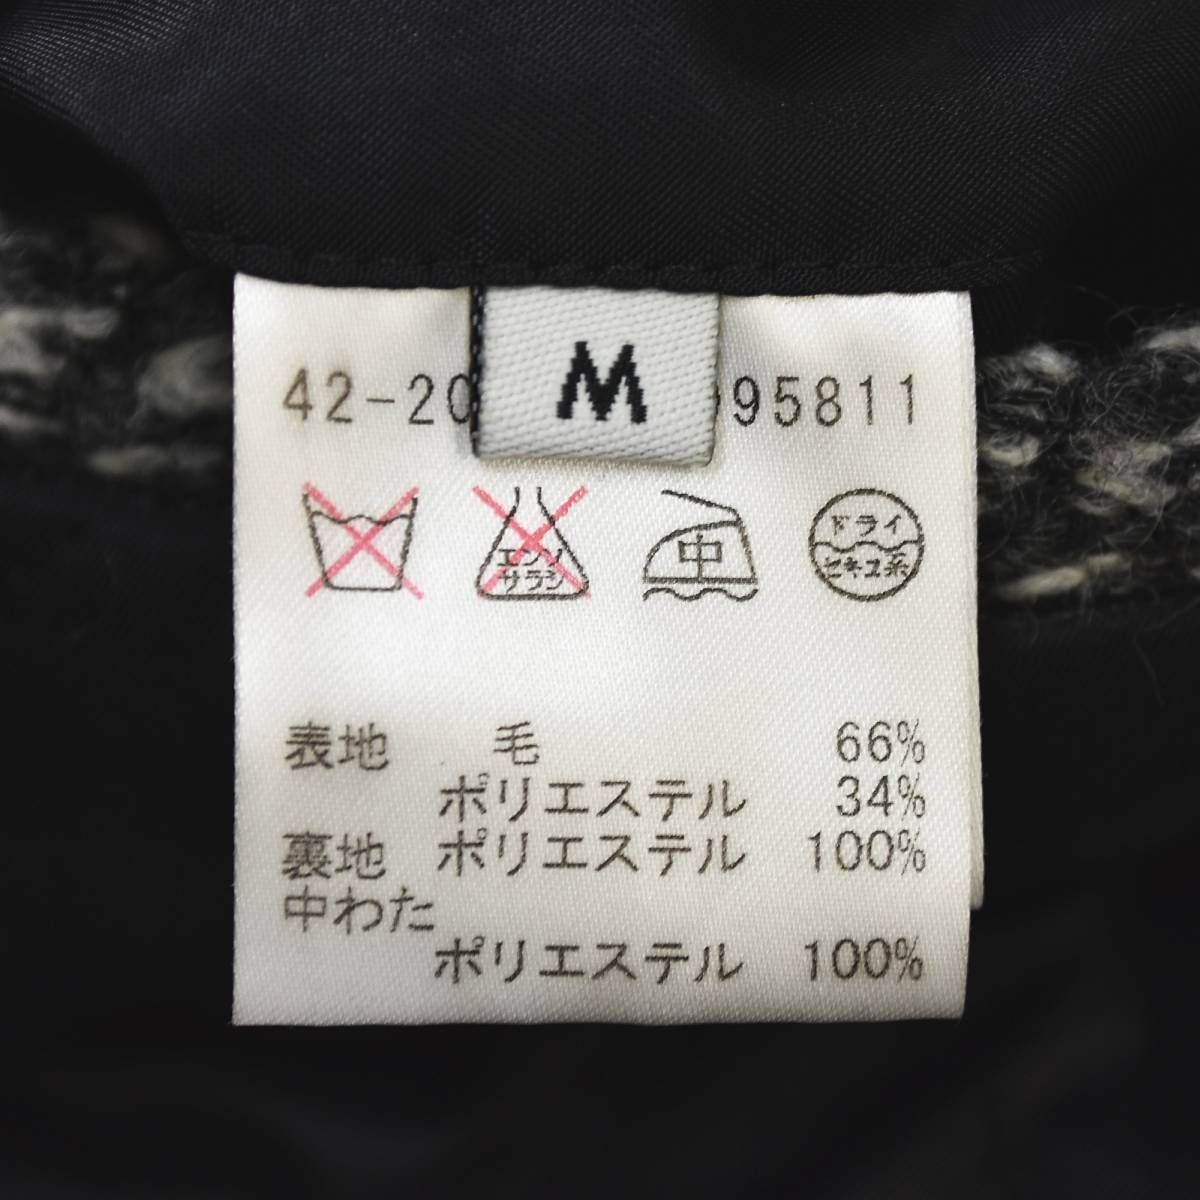 M
42-20 95811
エンソ
サラシ
中
ドライ
セキユ系
表地 毛 66%
ポリエステル 34%
裏地 ポリエステル 100%
中わた
ポリエステル 100%